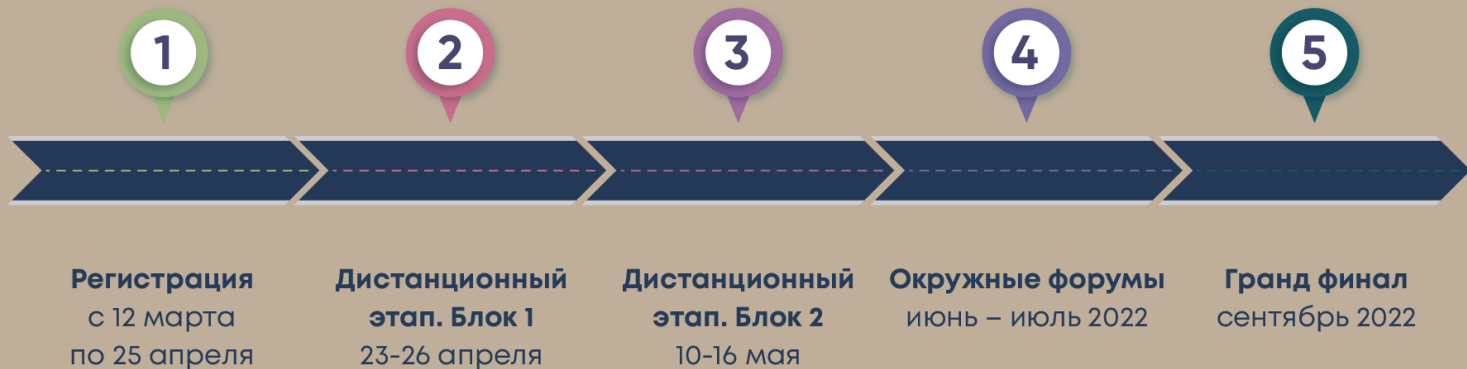 1
2
3
4
5
Регистрация
с 12 марта
по 25 апреля
Дистанционный
этап. Блок 1
23-26 апреля
Дистанционный
этап. Блок 2
10-16 мая
Окружные форумы
июнь – июль 2022
Гранд финал
сентябрь 2022